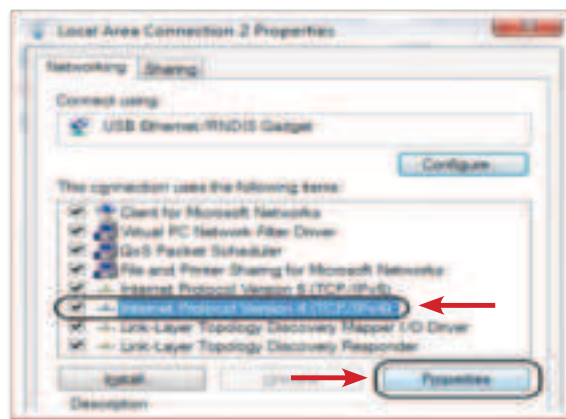 Local Area Connection 2 Properties
Networking Sharing
Connect using:
USB Ethernet/RNDIS Gadget
Configure...
This connection uses the following items:
Client for Microsoft Networks
Virtual PC Network Filter Driver
QoS Packet Scheduler
File and Printer Sharing for Microsoft Networks
Internet Protocol Version 6 (TCP/IPv6)
Internet Protocol Version 4 (TCP/IPv4)
Link-Layer Topology Discovery Mapper I/O Driver
Link-Layer Topology Discovery Responder
Install... Properties
Description